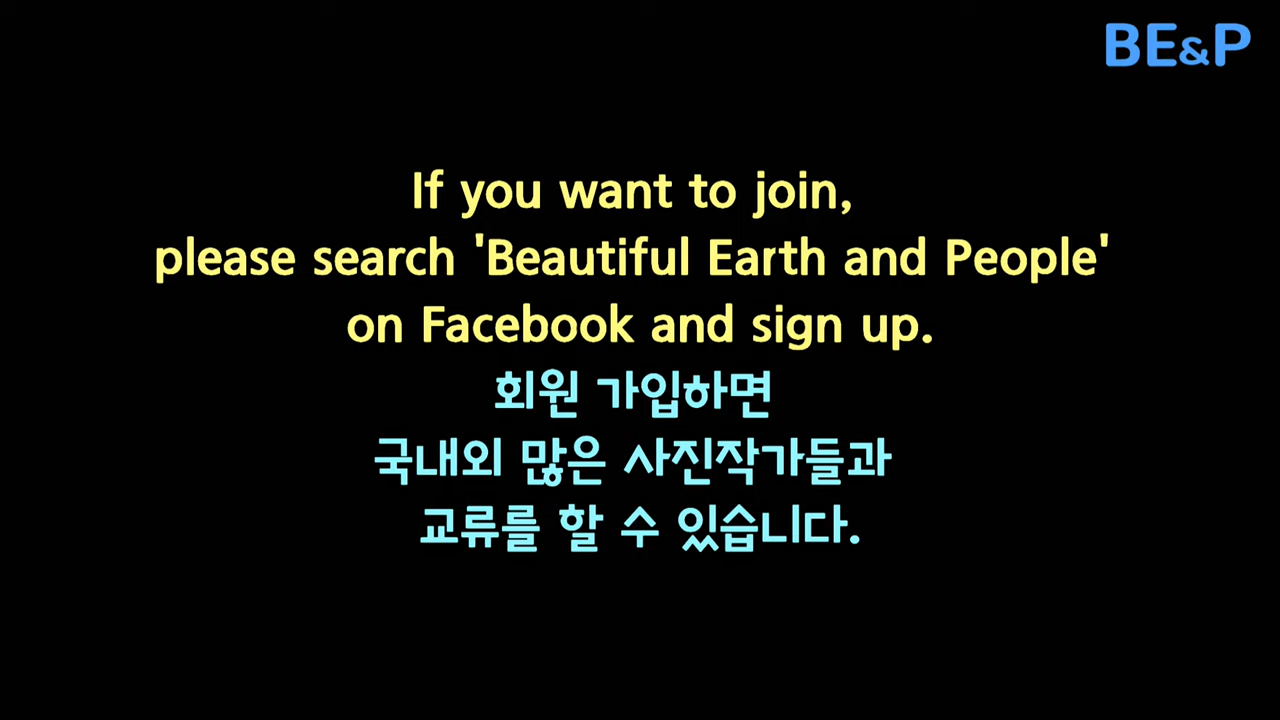 BE&P
If you want to join,
please search 'Beautiful Earth and People'
on Facebook and sign up.
회원 가입하면
국내외 많은 사진작가들과
교류를 할 수 있습니다.